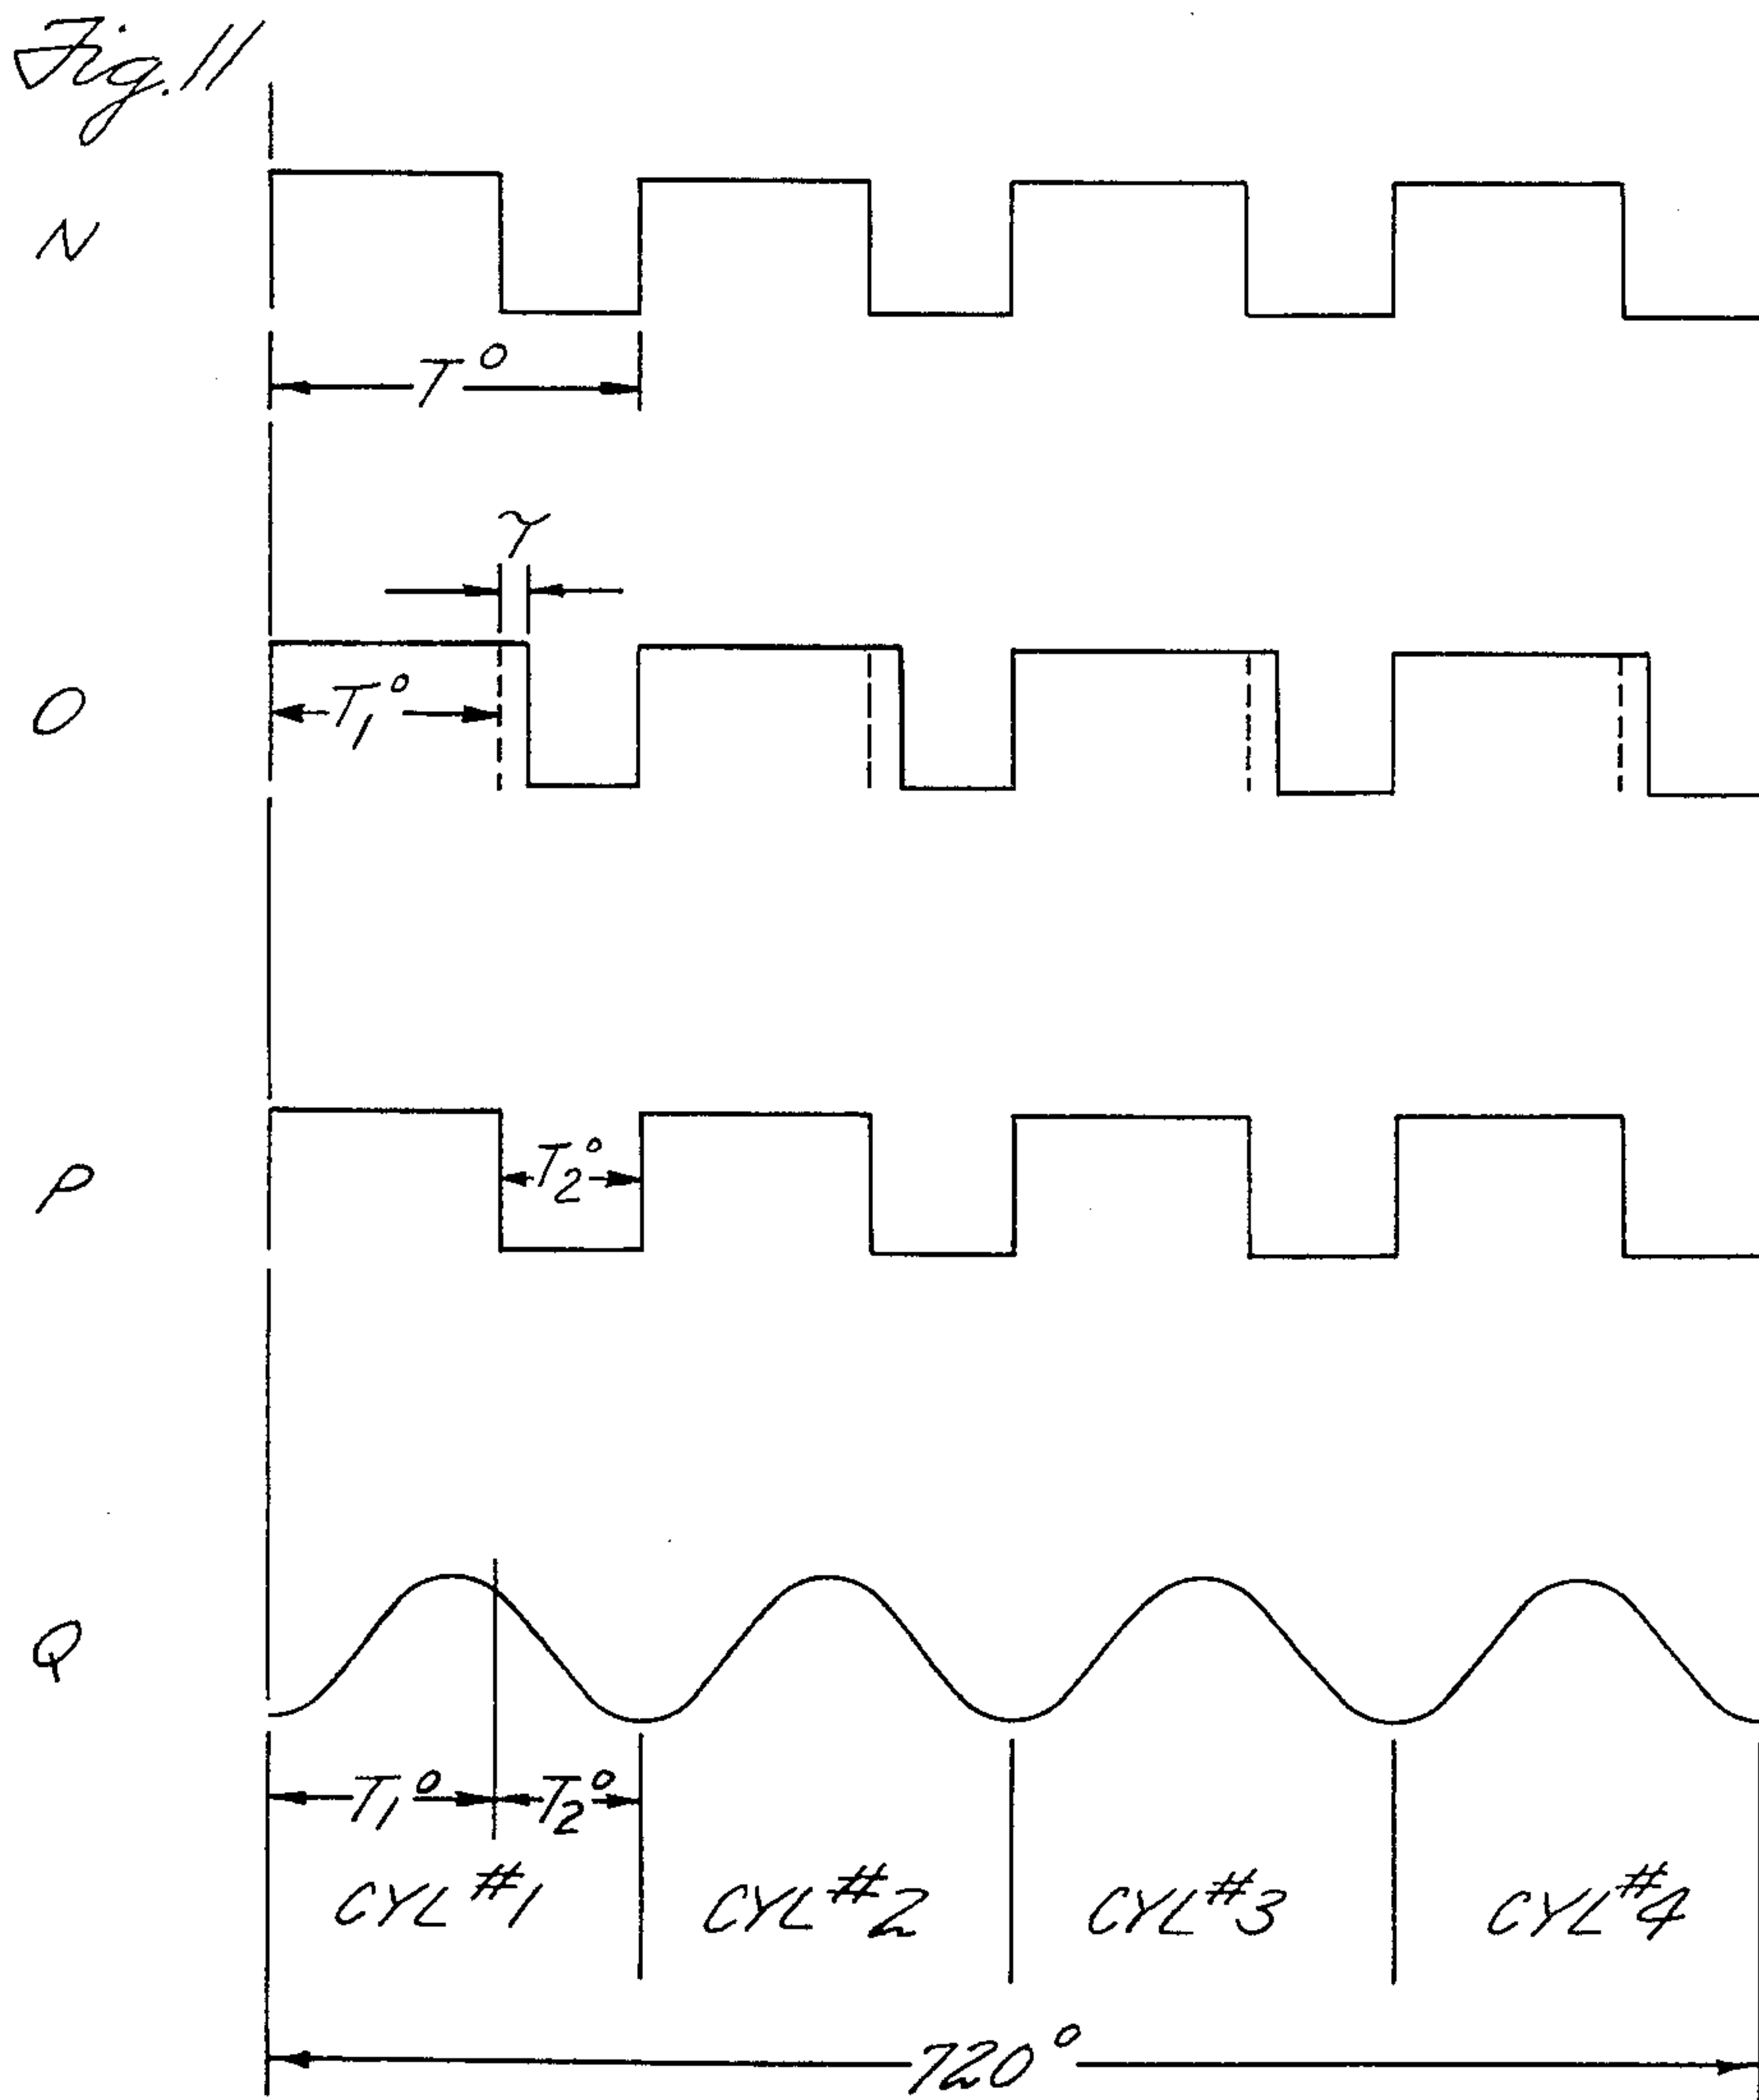 Fig. 11
N
T°
γ
O
T₁°
P
T₂°
Q
T₁° T₂°
CYL #1 CYL #2 CYL #3 CYL #4
720°